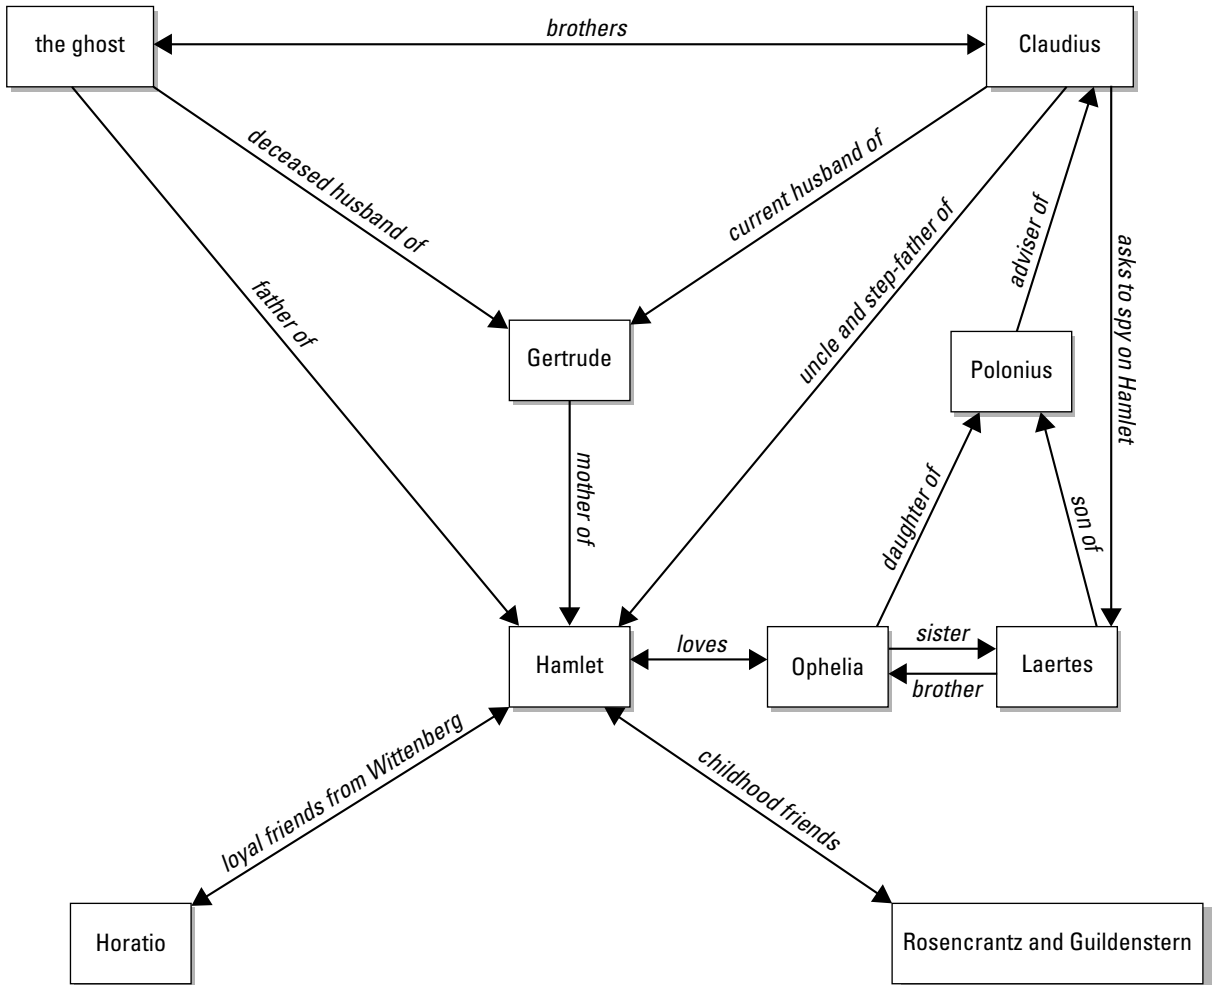 the ghost
brothers
Claudius
deceased husband of
current husband of
father of
uncle and step-father of
adviser of
asks to spy on Hamlet
Gertrude
Polonius
mother of
daughter of
son of
Hamlet
loves
Ophelia
sister
brother
Laertes
loyal friends from Wittenberg
childhood friends
Horatio
Rosencrantz and Guildenstern